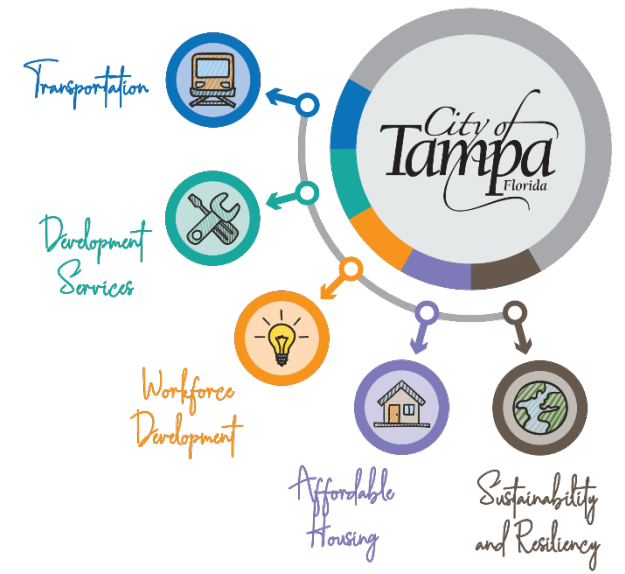 City of
Tampa
Florida
Transportation
Development
Services
Workforce
Development
Affordable
Housing
Sustainability
and Resiliency